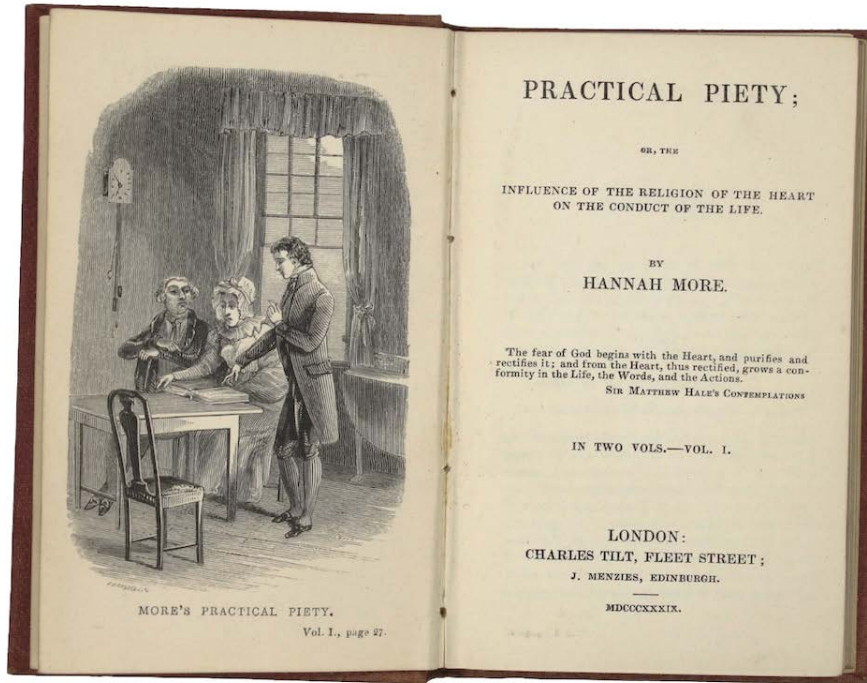 MORE'S PRACTICAL PIETY.
Vol. I., page 27.
PRACTICAL PIETY;
OR, THE
INFLUENCE OF THE RELIGION OF THE HEART
ON THE CONDUCT OF THE LIFE.
BY
HANNAH MORE.
The fear of God begins with the Heart, and purifies and
rectifies it; and from the Heart, thus rectified, grows a con-
formity in the Life, the Words, and the Actions.
SIR MATTHEW HALE'S CONTEMPLATIONS
IN TWO VOLS.—VOL. I.
LONDON:
CHARLES TILT, FLEET STREET;
J. MENZIES, EDINBURGH.
MDCCCXXXIX.